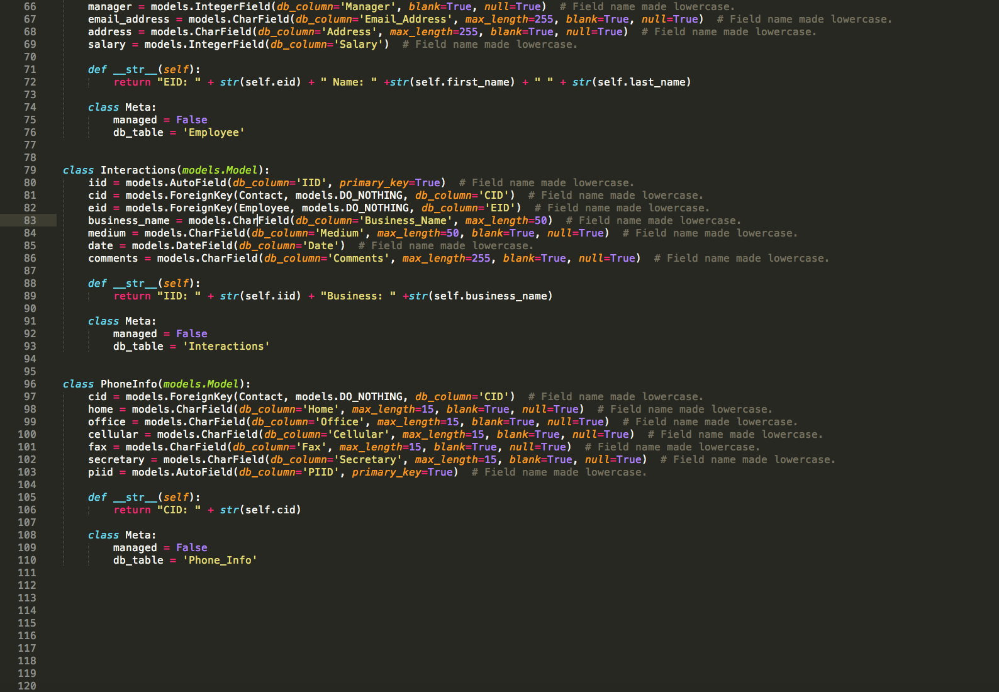 66 manager = models.IntegerField(db_column='Manager', blank=True, null=True)  # Field name made lowercase.
67 email_address = models.CharField(db_column='Email_Address', max_length=255, blank=True, null=True)  # Field name made lowercase.
68 address = models.CharField(db_column='Address', max_length=255, blank=True, null=True)  # Field name made lowercase.
69 salary = models.IntegerField(db_column='Salary')  # Field name made lowercase.
70
71 def __str__(self):
72 return "EID: " + str(self.eid) + " Name: " +str(self.first_name) + " " + str(self.last_name)
73
74 class Meta:
75 managed = False
76 db_table = 'Employee'
77
78
79 class Interactions(models.Model):
80 iid = models.AutoField(db_column='IID', primary_key=True)  # Field name made lowercase.
81 cid = models.ForeignKey(Contact, models.DO_NOTHING, db_column='CID')  # Field name made lowercase.
82 eid = models.ForeignKey(Employee, models.DO_NOTHING, db_column='EID')  # Field name made lowercase.
83 business_name = models.CharField(db_column='Business_Name', max_length=50)  # Field name made lowercase.
84 medium = models.CharField(db_column='Medium', max_length=50, blank=True, null=True)  # Field name made lowercase.
85 date = models.DateField(db_column='Date')  # Field name made lowercase.
86 comments = models.CharField(db_column='Comments', max_length=255, blank=True, null=True)  # Field name made lowercase.
87
88 def __str__(self):
89 return "IID: " + str(self.iid) + "Business: " +str(self.business_name)
90
91 class Meta:
92 managed = False
93 db_table = 'Interactions'
94
95
96 class PhoneInfo(models.Model):
97 cid = models.ForeignKey(Contact, models.DO_NOTHING, db_column='CID')  # Field name made lowercase.
98 home = models.CharField(db_column='Home', max_length=15, blank=True, null=True)  # Field name made lowercase.
99 office = models.CharField(db_column='Office', max_length=15, blank=True, null=True)  # Field name made lowercase.
100 cellular = models.CharField(db_column='Cellular', max_length=15, blank=True, null=True)  # Field name made lowercase.
101 fax = models.CharField(db_column='Fax', max_length=15, blank=True, null=True)  # Field name made lowercase.
102 secretary = models.CharField(db_column='Secretary', max_length=15, blank=True, null=True)  # Field name made lowercase.
103 piid = models.AutoField(db_column='PIID', primary_key=True)  # Field name made lowercase.
104
105 def __str__(self):
106 return "CID: " + str(self.cid)
107
108 class Meta:
109 managed = False
110 db_table = 'Phone_Info'
111
112
113
114
115
116
117
118
119
120